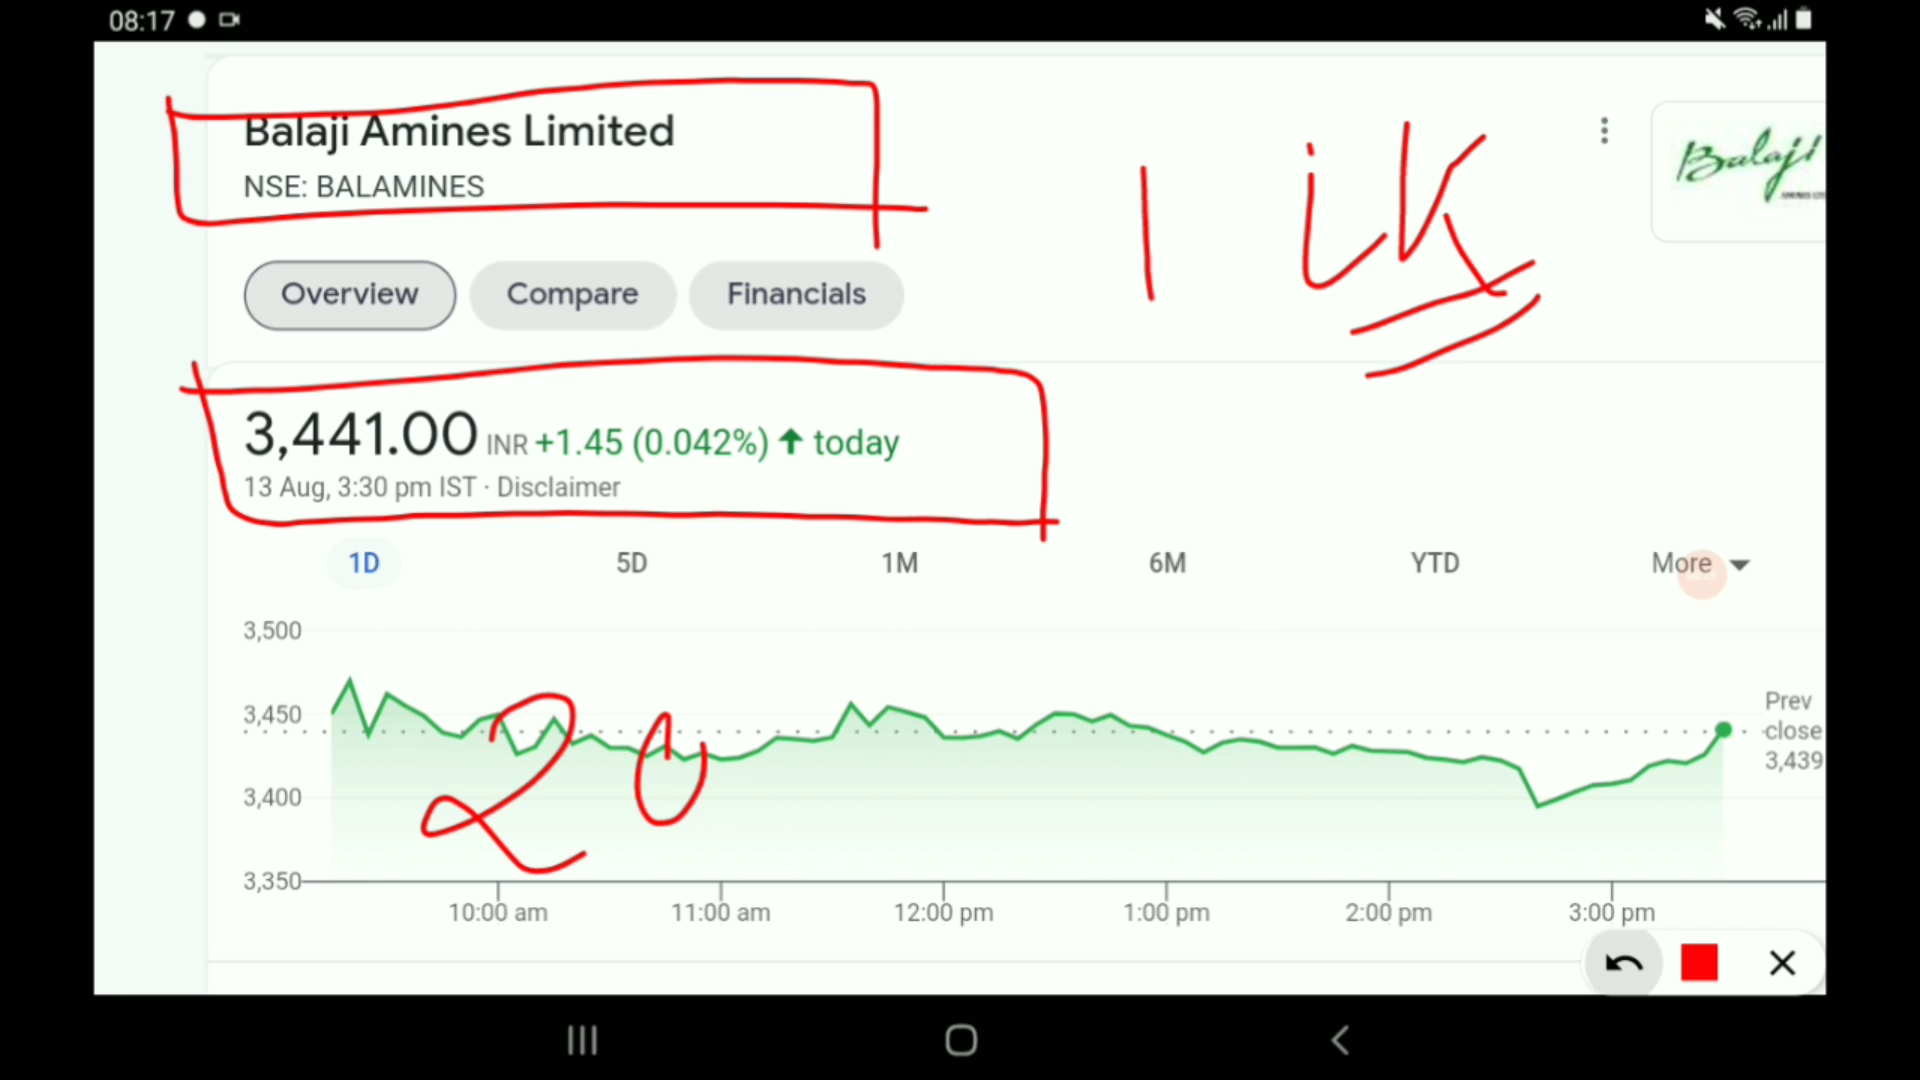 08:17
Balaji Amines Limited
NSE: BALAMINES
1 lK
Balaji
Overview Compare Financials
3,441.00 INR +1.45 (0.042%) ↑ today
13 Aug, 3:30 pm IST · Disclaimer
1D 5D 1M 6M YTD More
3,500
3,450
3,400
3,350
20
Prev
close
3,439
10:00 am 11:00 am 12:00 pm 1:00 pm 2:00 pm 3:00 pm